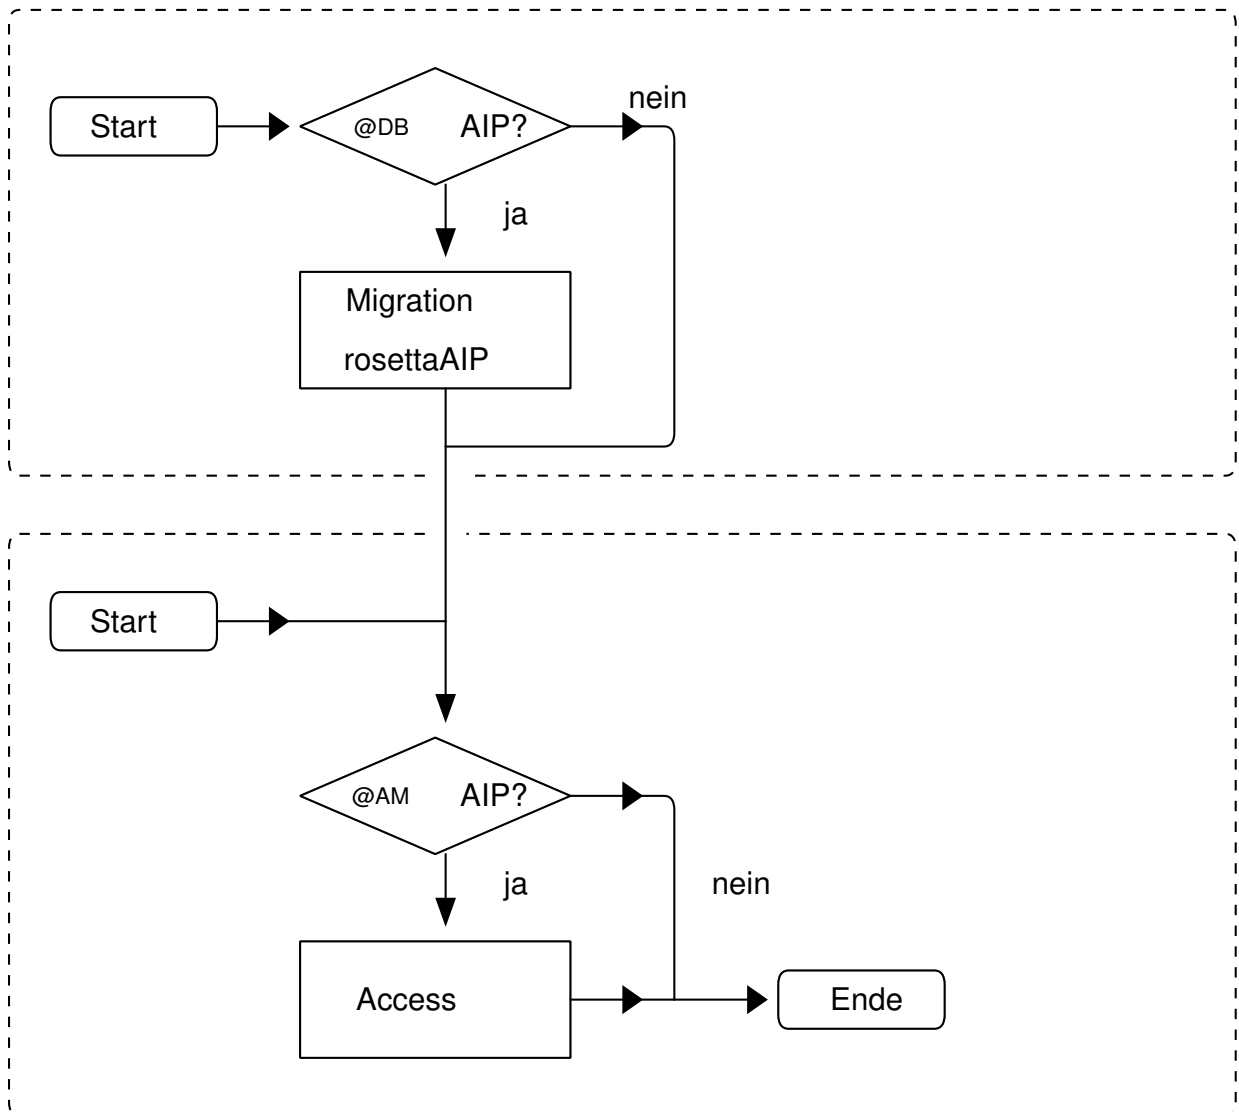 nein
Start
@DB AIP?
ja
Migration
rosettaAIP
Start
@AM AIP?
ja
nein
Access
Ende